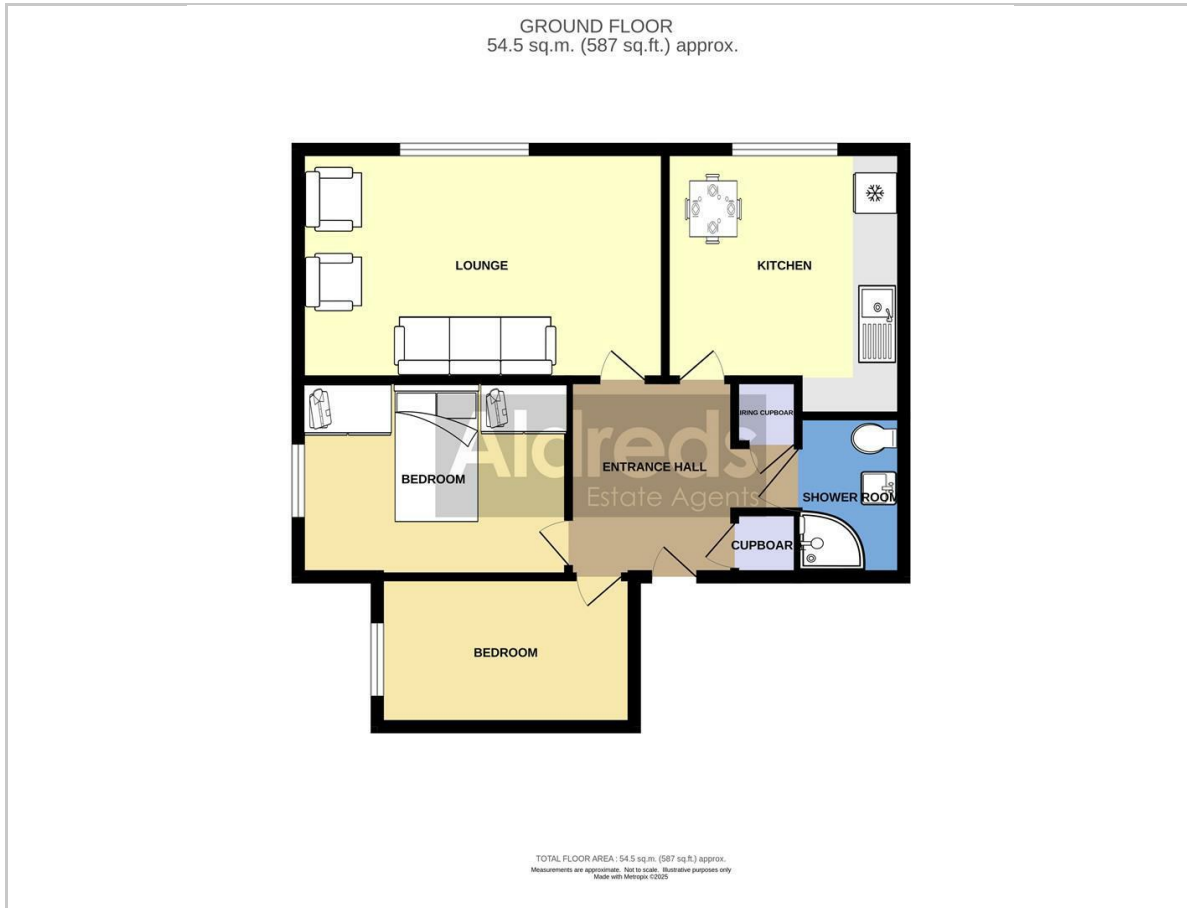 GROUND FLOOR
54.5 sq.m. (587 sq.ft.) approx.
LOUNGE
KITCHEN
IRING CUPBOAR
Aldreds
Estate Agents
ENTRANCE HALL
BEDROOM
SHOWER ROOM
CUPBOAR
BEDROOM
TOTAL FLOOR AREA : 54.5 sq.m. (587 sq.ft.) approx.
Measurements are approximate. Not to scale. Illustrative purposes only
Made with Metropix ©2025